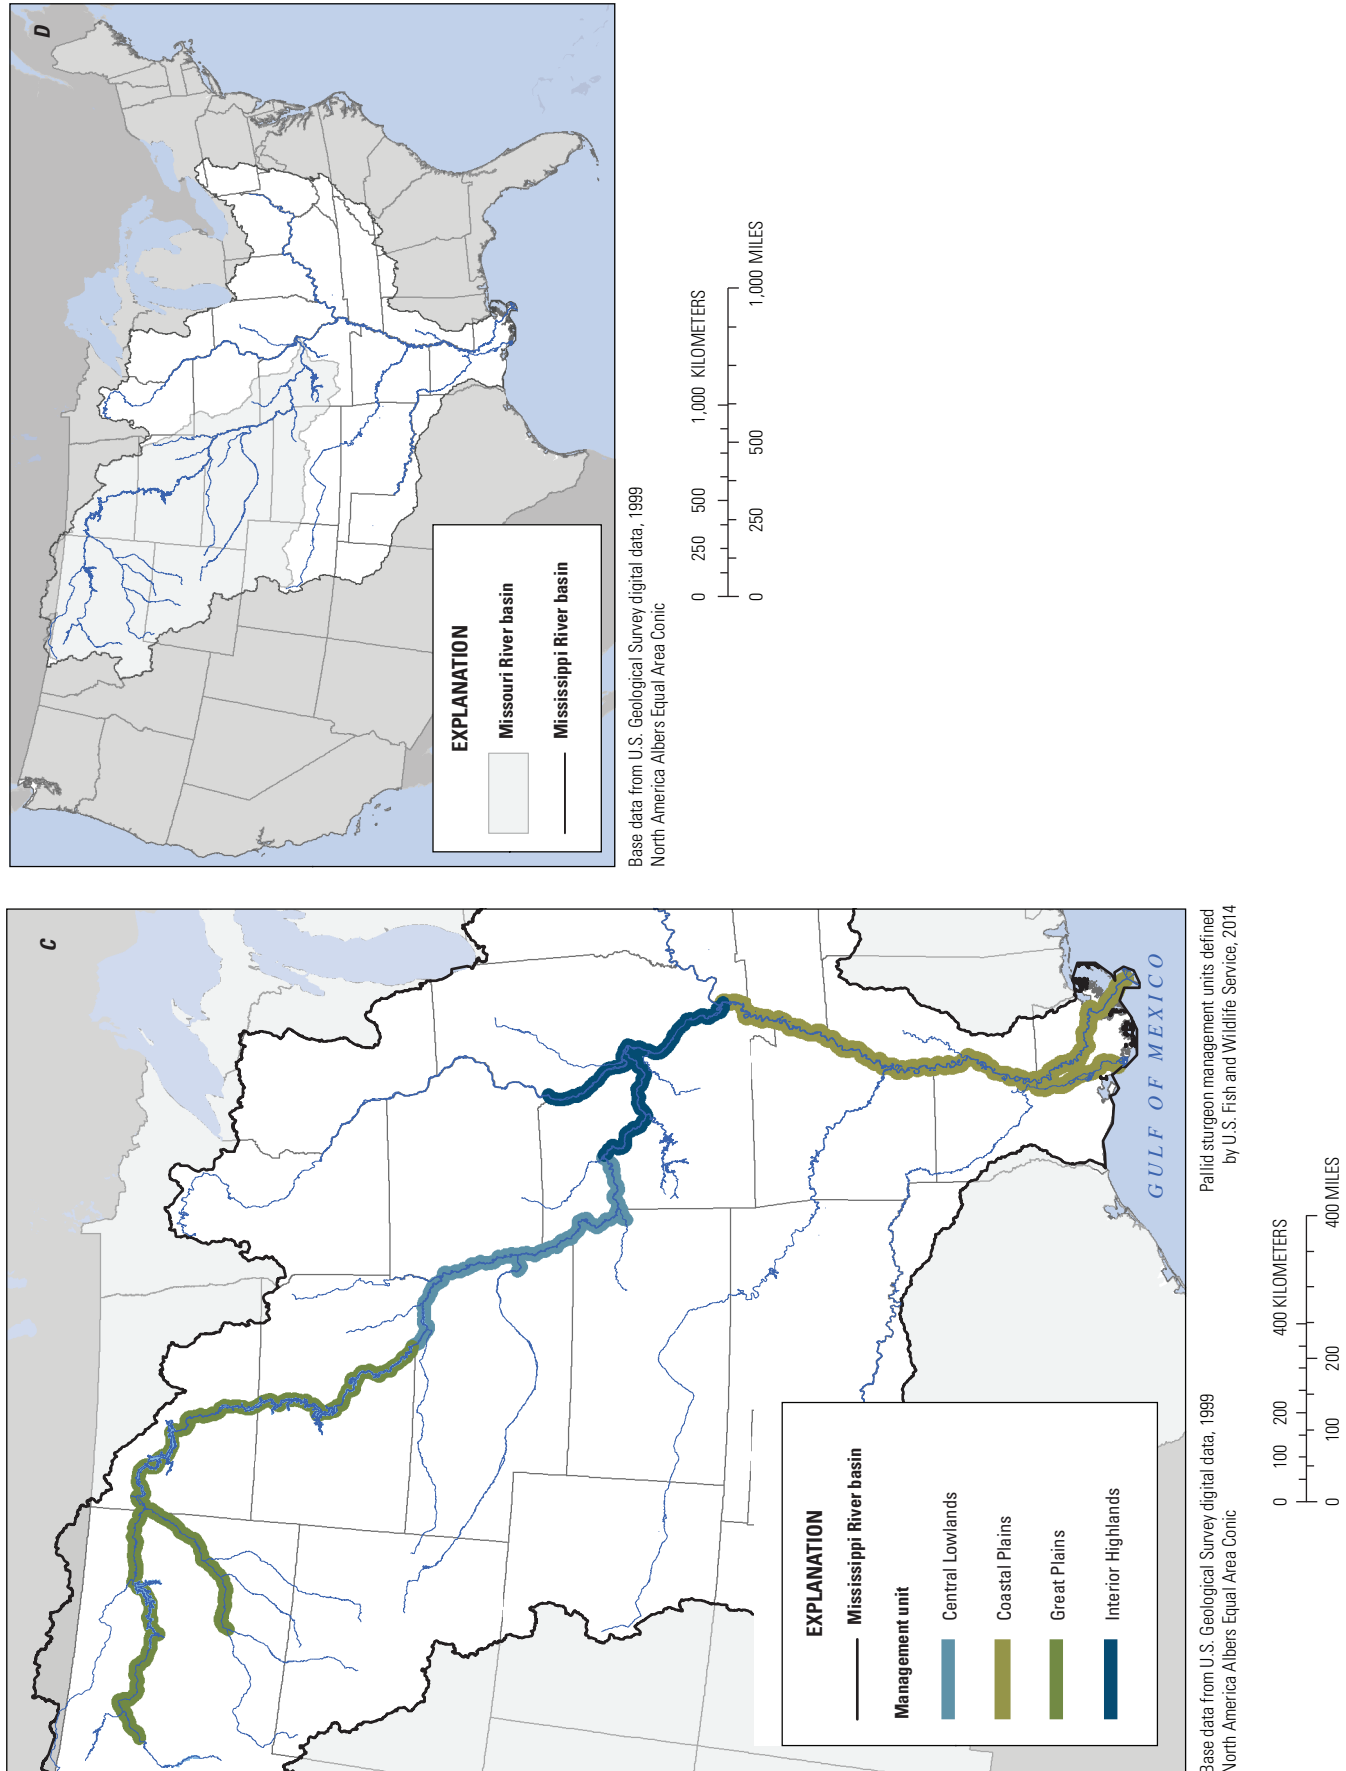 C
GULF OF MEXICO
EXPLANATION
Mississippi River basin
Management unit
Central Lowlands
Coastal Plains
Great Plains
Interior Highlands
Base data from U.S. Geological Survey digital data, 1999
North America Albers Equal Area Conic
Pallid sturgeon management units defined
by U.S. Fish and Wildlife Service, 2014
0 100 200 400 KILOMETERS
0 100 200 400 MILES
D
EXPLANATION
Missouri River basin
Mississippi River basin
Base data from U.S. Geological Survey digital data, 1999
North America Albers Equal Area Conic
0 250 500 1,000 KILOMETERS
0 250 500 1,000 MILES